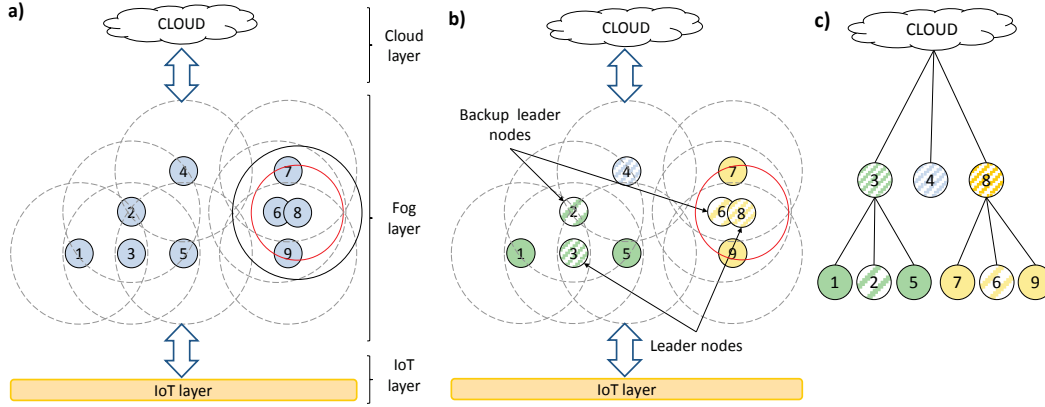 a)
CLOUD
Cloud
layer
4
7
2
6
8
1
3
5
9
Fog
layer
IoT
layer
IoT layer
b)
CLOUD
Backup leader
nodes
4
7
2
6
8
1
3
5
9
Leader nodes
IoT layer
c)
CLOUD
3
4
8
1
2
5
7
6
9